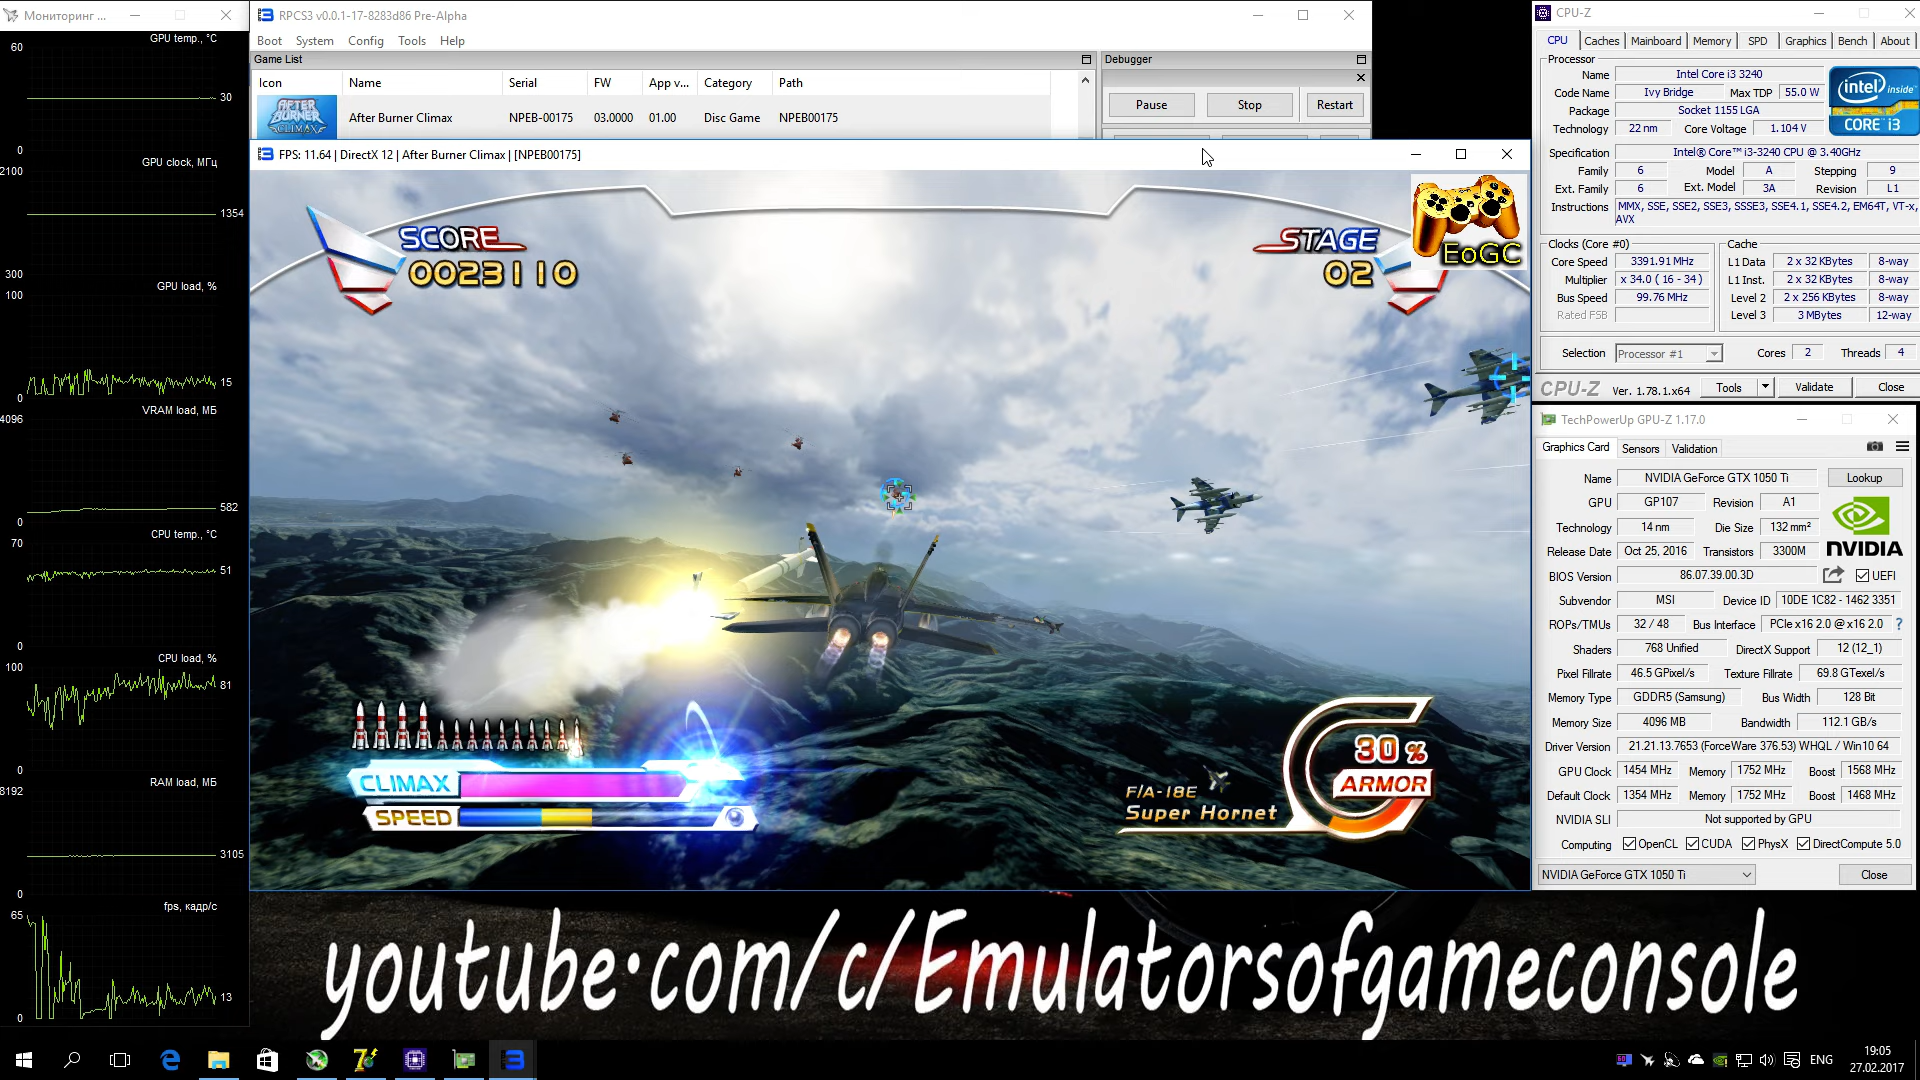 Мониторинг ...
GPU temp., °C
60
30
0
GPU clock, МГц
2100
1354
300
GPU load, %
100
15
0
VRAM load, МБ
4096
582
0
CPU temp., °C
70
51
0
CPU load, %
100
81
0
RAM load, МБ
8192
3105
0
fps, кадр/с
65
13
0
RPCS3 v0.0.1-17-8283d86 Pre-Alpha
Boot System Config Tools Help
Game List
Icon Name Serial FW App v... Category Path
AFTER BURNER CLIMAX
After Burner Climax NPEB-00175 03.0000 01.00 Disc Game NPEB00175
Debugger
Pause Stop Restart
FPS: 11.64 | DirectX 12 | After Burner Climax | [NPEB00175]
SCORE
0023110
STAGE
02
EoGC
CLIMAX
SPEED
F/A-18E
Super Hornet
30 %
ARMOR
CPU-Z
CPU Caches Mainboard Memory SPD Graphics Bench About
Processor
Name Intel Core i3 3240
Code Name Ivy Bridge Max TDP 55.0 W
Package Socket 1155 LGA
Technology 22 nm Core Voltage 1.104 V
intel inside™
CORE i3
Specification Intel® Core™ i3-3240 CPU @ 3.40GHz
Family 6 Model A Stepping 9
Ext. Family 6 Ext. Model 3A Revision L1
Instructions MMX, SSE, SSE2, SSE3, SSSE3, SSE4.1, SSE4.2, EM64T, VT-x,
AVX
Clocks (Core #0)
Core Speed 3391.91 MHz
Multiplier x 34.0 ( 16 - 34 )
Bus Speed 99.76 MHz
Rated FSB
Cache
L1 Data 2 x 32 KBytes 8-way
L1 Inst. 2 x 32 KBytes 8-way
Level 2 2 x 256 KBytes 8-way
Level 3 3 MBytes 12-way
Selection Processor #1 Cores 2 Threads 4
CPU-Z Ver. 1.78.1.x64 Tools Validate Close
TechPowerUp GPU-Z 1.17.0
Graphics Card Sensors Validation
Name NVIDIA GeForce GTX 1050 Ti Lookup
GPU GP107 Revision A1
Technology 14 nm Die Size 132 mm²
Release Date Oct 25, 2016 Transistors 3300M
NVIDIA
BIOS Version 86.07.39.00.3D UEFI
Subvendor MSI Device ID 10DE 1C82 - 1462 3351
ROPs/TMUs 32 / 48 Bus Interface PCIe x16 2.0 @ x16 2.0 ?
Shaders 768 Unified DirectX Support 12 (12_1)
Pixel Fillrate 46.5 GPixel/s Texture Fillrate 69.8 GTexel/s
Memory Type GDDR5 (Samsung) Bus Width 128 Bit
Memory Size 4096 MB Bandwidth 112.1 GB/s
Driver Version 21.21.13.7653 (ForceWare 376.53) WHQL / Win10 64
GPU Clock 1454 MHz Memory 1752 MHz Boost 1568 MHz
Default Clock 1354 MHz Memory 1752 MHz Boost 1468 MHz
NVIDIA SLI Not supported by GPU
Computing OpenCL CUDA PhysX DirectCompute 5.0
NVIDIA GeForce GTX 1050 Ti Close
youtube.com/c/Emulatorsofgameconsole
ENG
19:05
27.02.2017